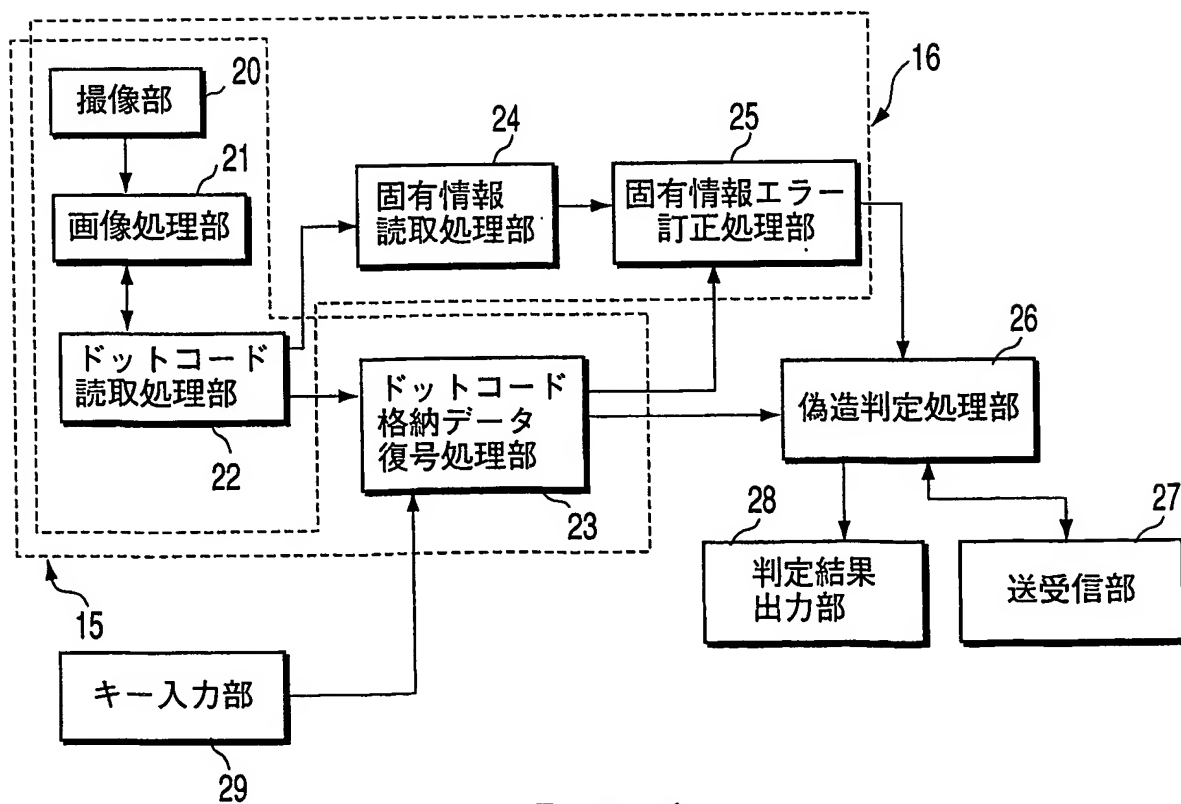 20
撮像部
16
21
画像処理部
24
固有情報
読取処理部
25
固有情報エラー
訂正処理部
ドットコード
読取処理部
22
ドットコード
格納データ
復号処理部
23
26
偽造判定処理部
28
判定結果
出力部
27
送受信部
15
キー入力部
29